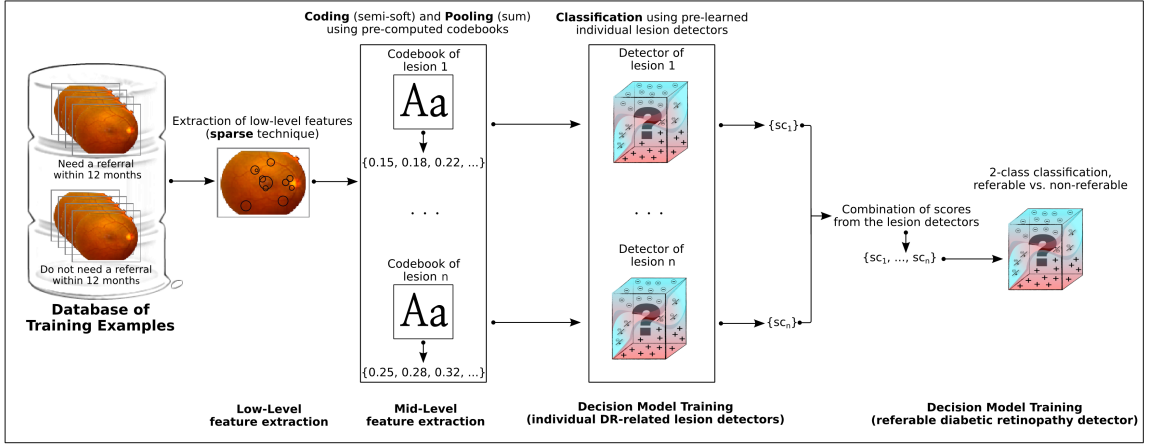 Coding (semi-soft) and Pooling (sum)
using pre-computed codebooks
Classification using pre-learned
individual lesion detectors
Need a referral
within 12 months
Do not need a referral
within 12 months
Database of
Training Examples
Extraction of low-level features
(sparse technique)
Codebook of
lesion 1
Aa
{0.15, 0.18, 0.22, ...}
. . .
Codebook of
lesion n
Aa
{0.25, 0.28, 0.32, ...}
Detector of
lesion 1
?
. . .
Detector of
lesion n
?
{sc1}
{scn}
Combination of scores
from the lesion detectors
{sc1, ..., scn}
2-class classification,
referable vs. non-referable
?
Low-Level
feature extraction
Mid-Level
feature extraction
Decision Model Training
(individual DR-related lesion detectors)
Decision Model Training
(referable diabetic retinopathy detector)